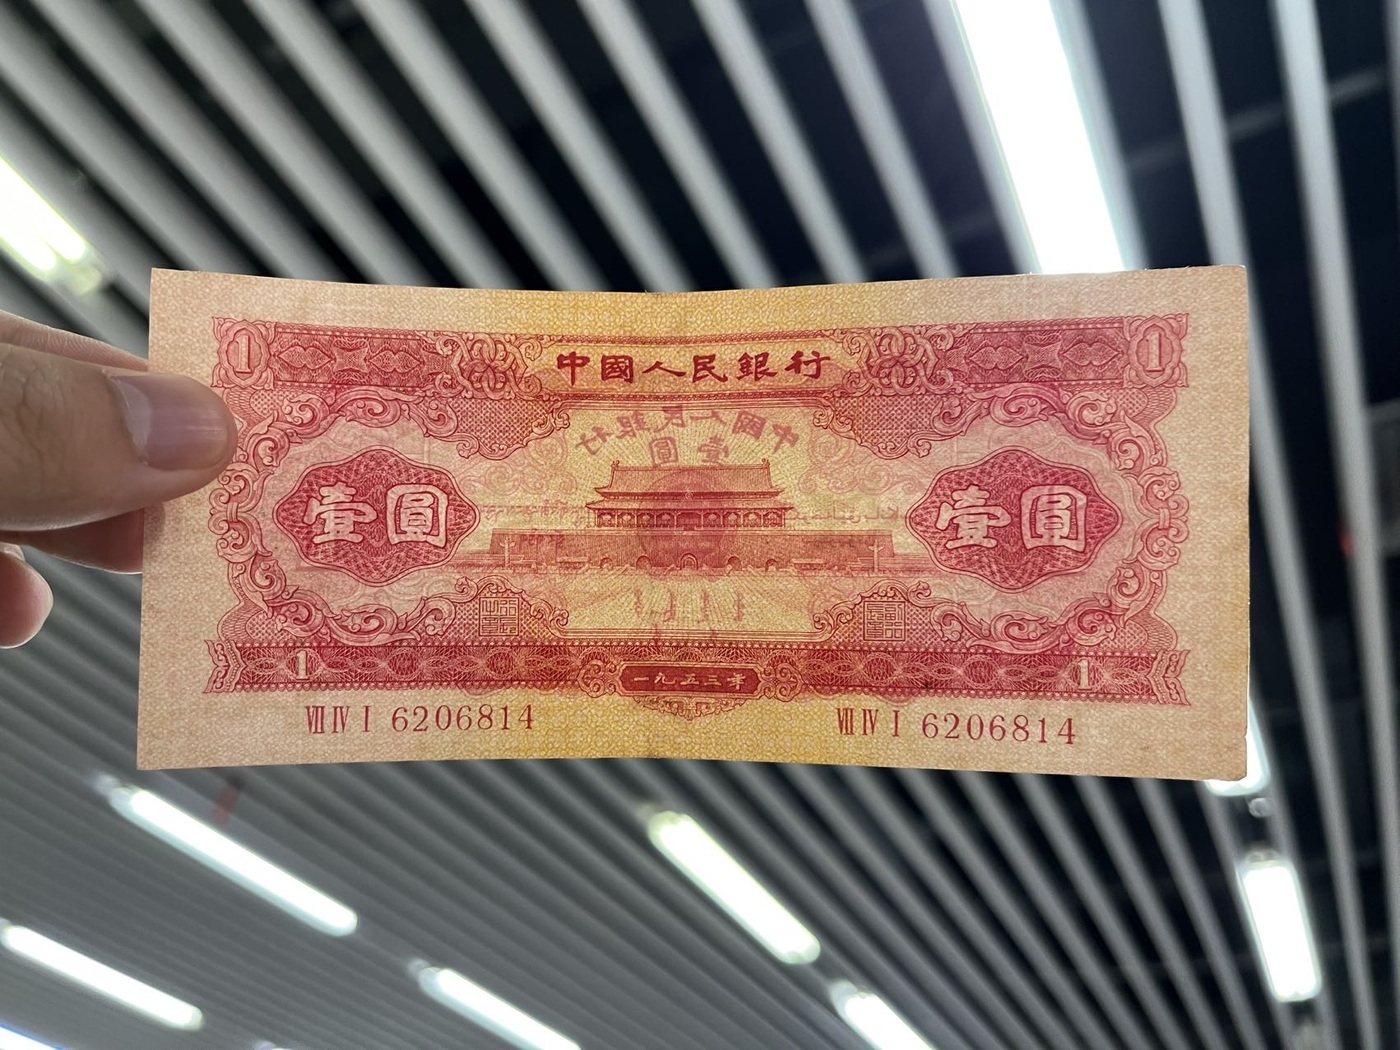 1 中國人民銀行 1
壹圓 壹圓
1 一九五三年 1
VII IV I 6206814 VII IV I 6206814